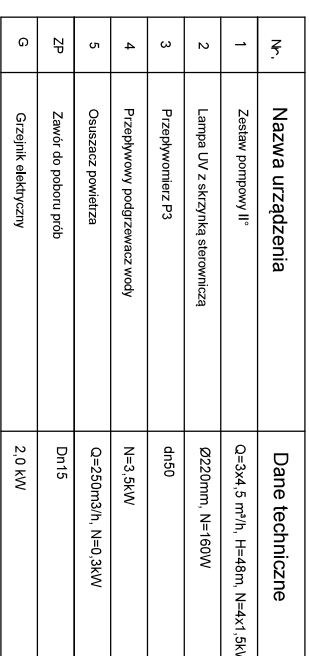 Nr, Nazwa urządzenia Dane techniczne
1 Zestaw pompowy II° Q=3x4,5 m³/h, H=48m, N=4x1,5kW
2 Lampa UV z skrzynką sterowniczą Ø220mm, N=160W
3 Przepływomierz P3 dn50
4 Przepływowy podgrzewacz wody N=3,5kW
5 Osuszacz powietrza Q=250m3/h, N=0,3kW
ZP Zawór do poboru prób Dn15
G Grzejnik elektryczny 2,0 kW